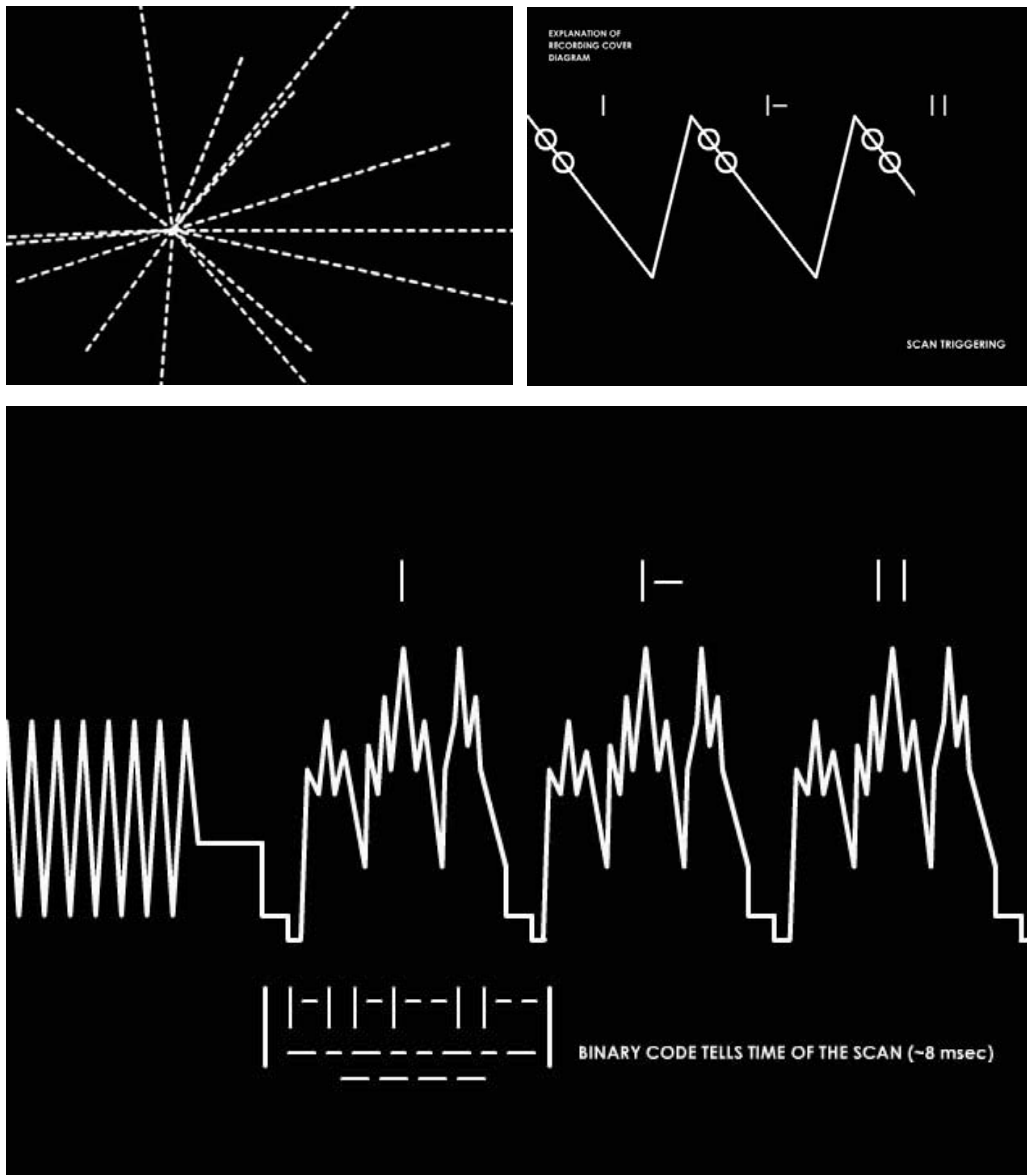 EXPLANATION OF
RECORDING COVER
DIAGRAM
SCAN TRIGGERING
BINARY CODE TELLS TIME OF THE SCAN (~8 msec)